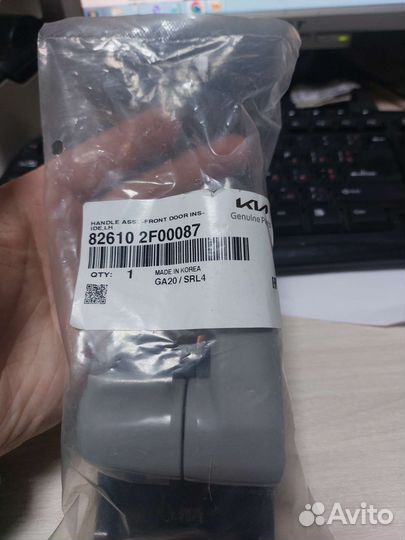 KIA
Genuine Pa
HANDLE ASSY-FRONT DOOR INS-
IDE,LH
82610 2F00087
QTY: 1
MADE IN KOREA
GA20 / SRL4
Avito